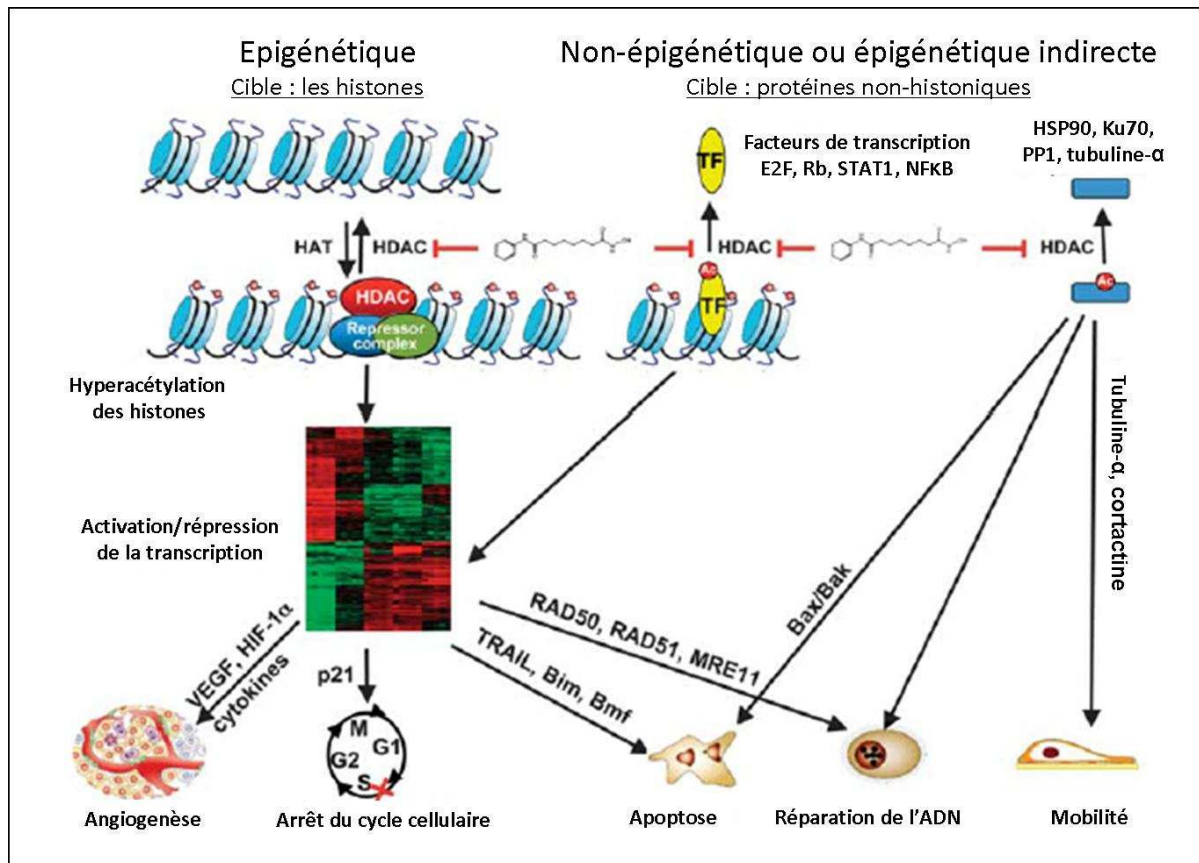 Epigénétique
Cible : les histones
Non-épigénétique ou épigénétique indirecte
Cible : protéines non-histoniques
TF
Facteurs de transcription
E2F, Rb, STAT1, NFκB
HSP90, Ku70,
PP1, tubuline-α
HAT
HDAC
HDAC
HDAC
HDAC
Repressor
complex
Ac
TF
Ac
Hyperacétylation
des histones
Activation/répression
de la transcription
Tubuline-α, cortactine
Bax/Bak
RAD50, RAD51, MRE11
TRAIL, Bim, Bmf
p21
VEGF, HIF-1α
cytokines
M
G1
G2
S
Angiogenèse
Arrêt du cycle cellulaire
Apoptose
Réparation de l'ADN
Mobilité